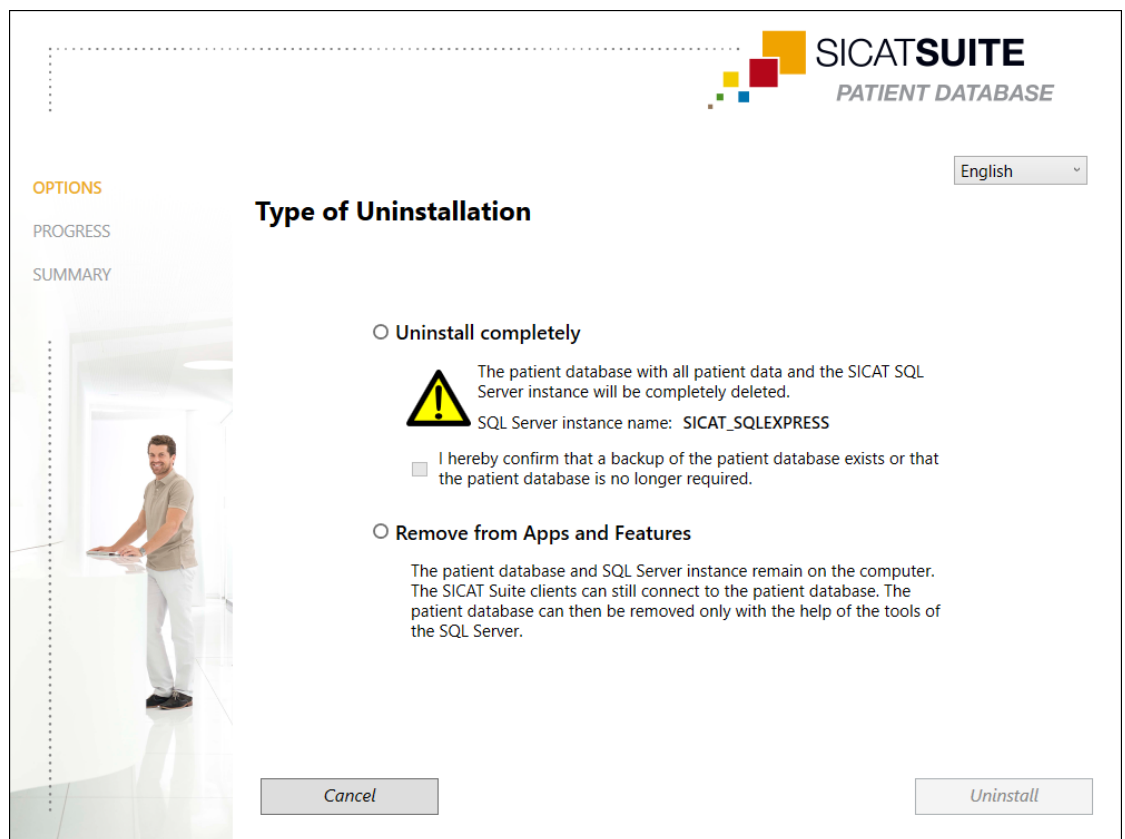 SICATSUITE
PATIENT DATABASE
English
OPTIONS
PROGRESS
SUMMARY
Type of Uninstallation
Uninstall completely
The patient database with all patient data and the SICAT SQL
Server instance will be completely deleted.
SQL Server instance name: SICAT_SQLEXPRESS
I hereby confirm that a backup of the patient database exists or that
the patient database is no longer required.
Remove from Apps and Features
The patient database and SQL Server instance remain on the computer.
The SICAT Suite clients can still connect to the patient database. The
patient database can then be removed only with the help of the tools of
the SQL Server.
Cancel
Uninstall